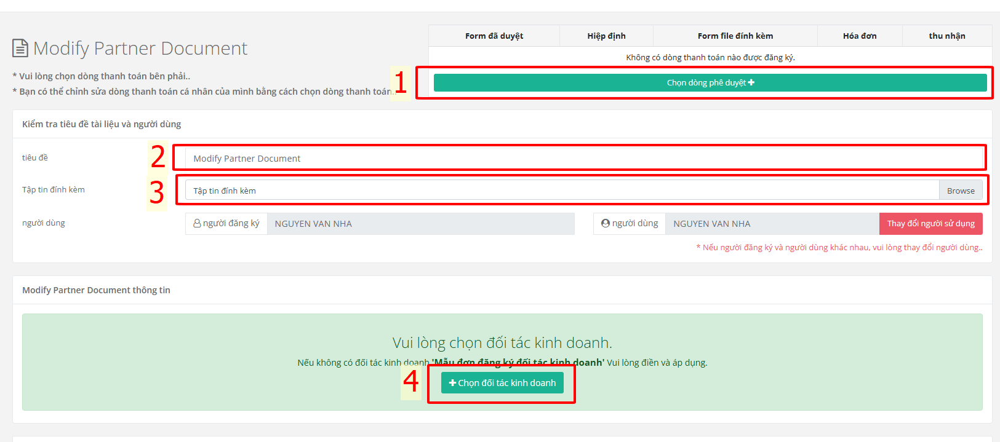 Modify Partner Document
* Vui lòng chọn dòng thanh toán bên phải..
* Bạn có thể chỉnh sửa dòng thanh toán cá nhân của mình bằng cách chọn dòng thanh toán..
Form đã duyệt Hiệp định Form file đính kèm Hóa đơn thu nhận
Không có dòng thanh toán nào được đăng ký.
1
Chọn dòng phê duyệt
Kiểm tra tiêu đề tài liệu và người dùng
tiêu đề 2 Modify Partner Document
Tập tin đính kèm 3 Tập tin đính kèm Browse
người dùng người đăng ký NGUYEN VAN NHA người dùng NGUYEN VAN NHA Thay đổi người sử dụng
* Nếu người đăng ký và người dùng khác nhau, vui lòng thay đổi người dùng..
Modify Partner Document thông tin
Vui lòng chọn đối tác kinh doanh.
Nếu không có đối tác kinh doanh 'Mẫu đơn đăng ký đối tác kinh doanh' Vui lòng điền và áp dụng.
4 Chọn đối tác kinh doanh